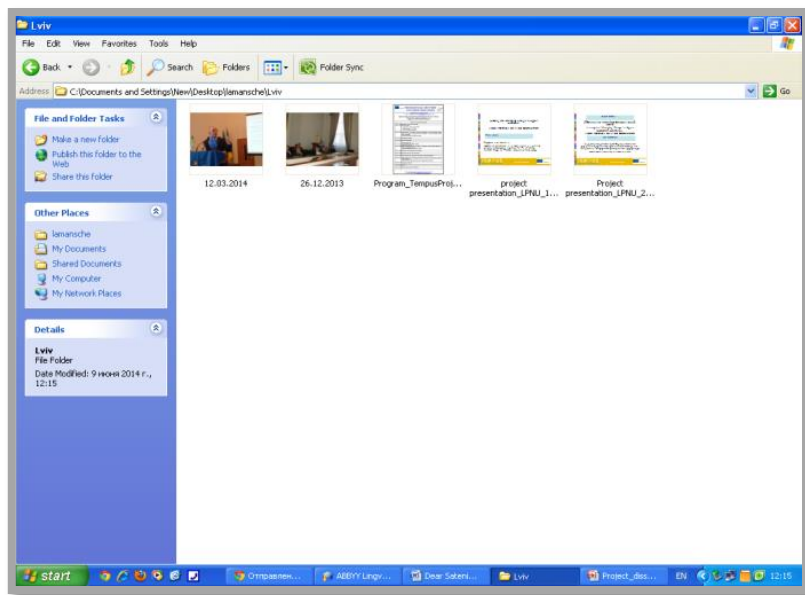 Lviv
File Edit View Favorites Tools Help
Back Search Folders Folder Sync
Address C:\Documents and Settings\New\Desktop\lamansche\Lviv Go
File and Folder Tasks
Make a new folder
Publish this folder to the
Web
Share this folder
Other Places
lamansche
My Documents
Shared Documents
My Computer
My Network Places
Details
Lviv
File Folder
Date Modified: 9 июня 2014 г.,
12:15
12.03.2014
26.12.2013
Program_TempusProj...
project
presentation_LPNU_1...
Project
presentation_LPNU_2...
start Отправлен... ABBYY Lingv... Dear Sateni... Lviv Project_diss... EN 12:15